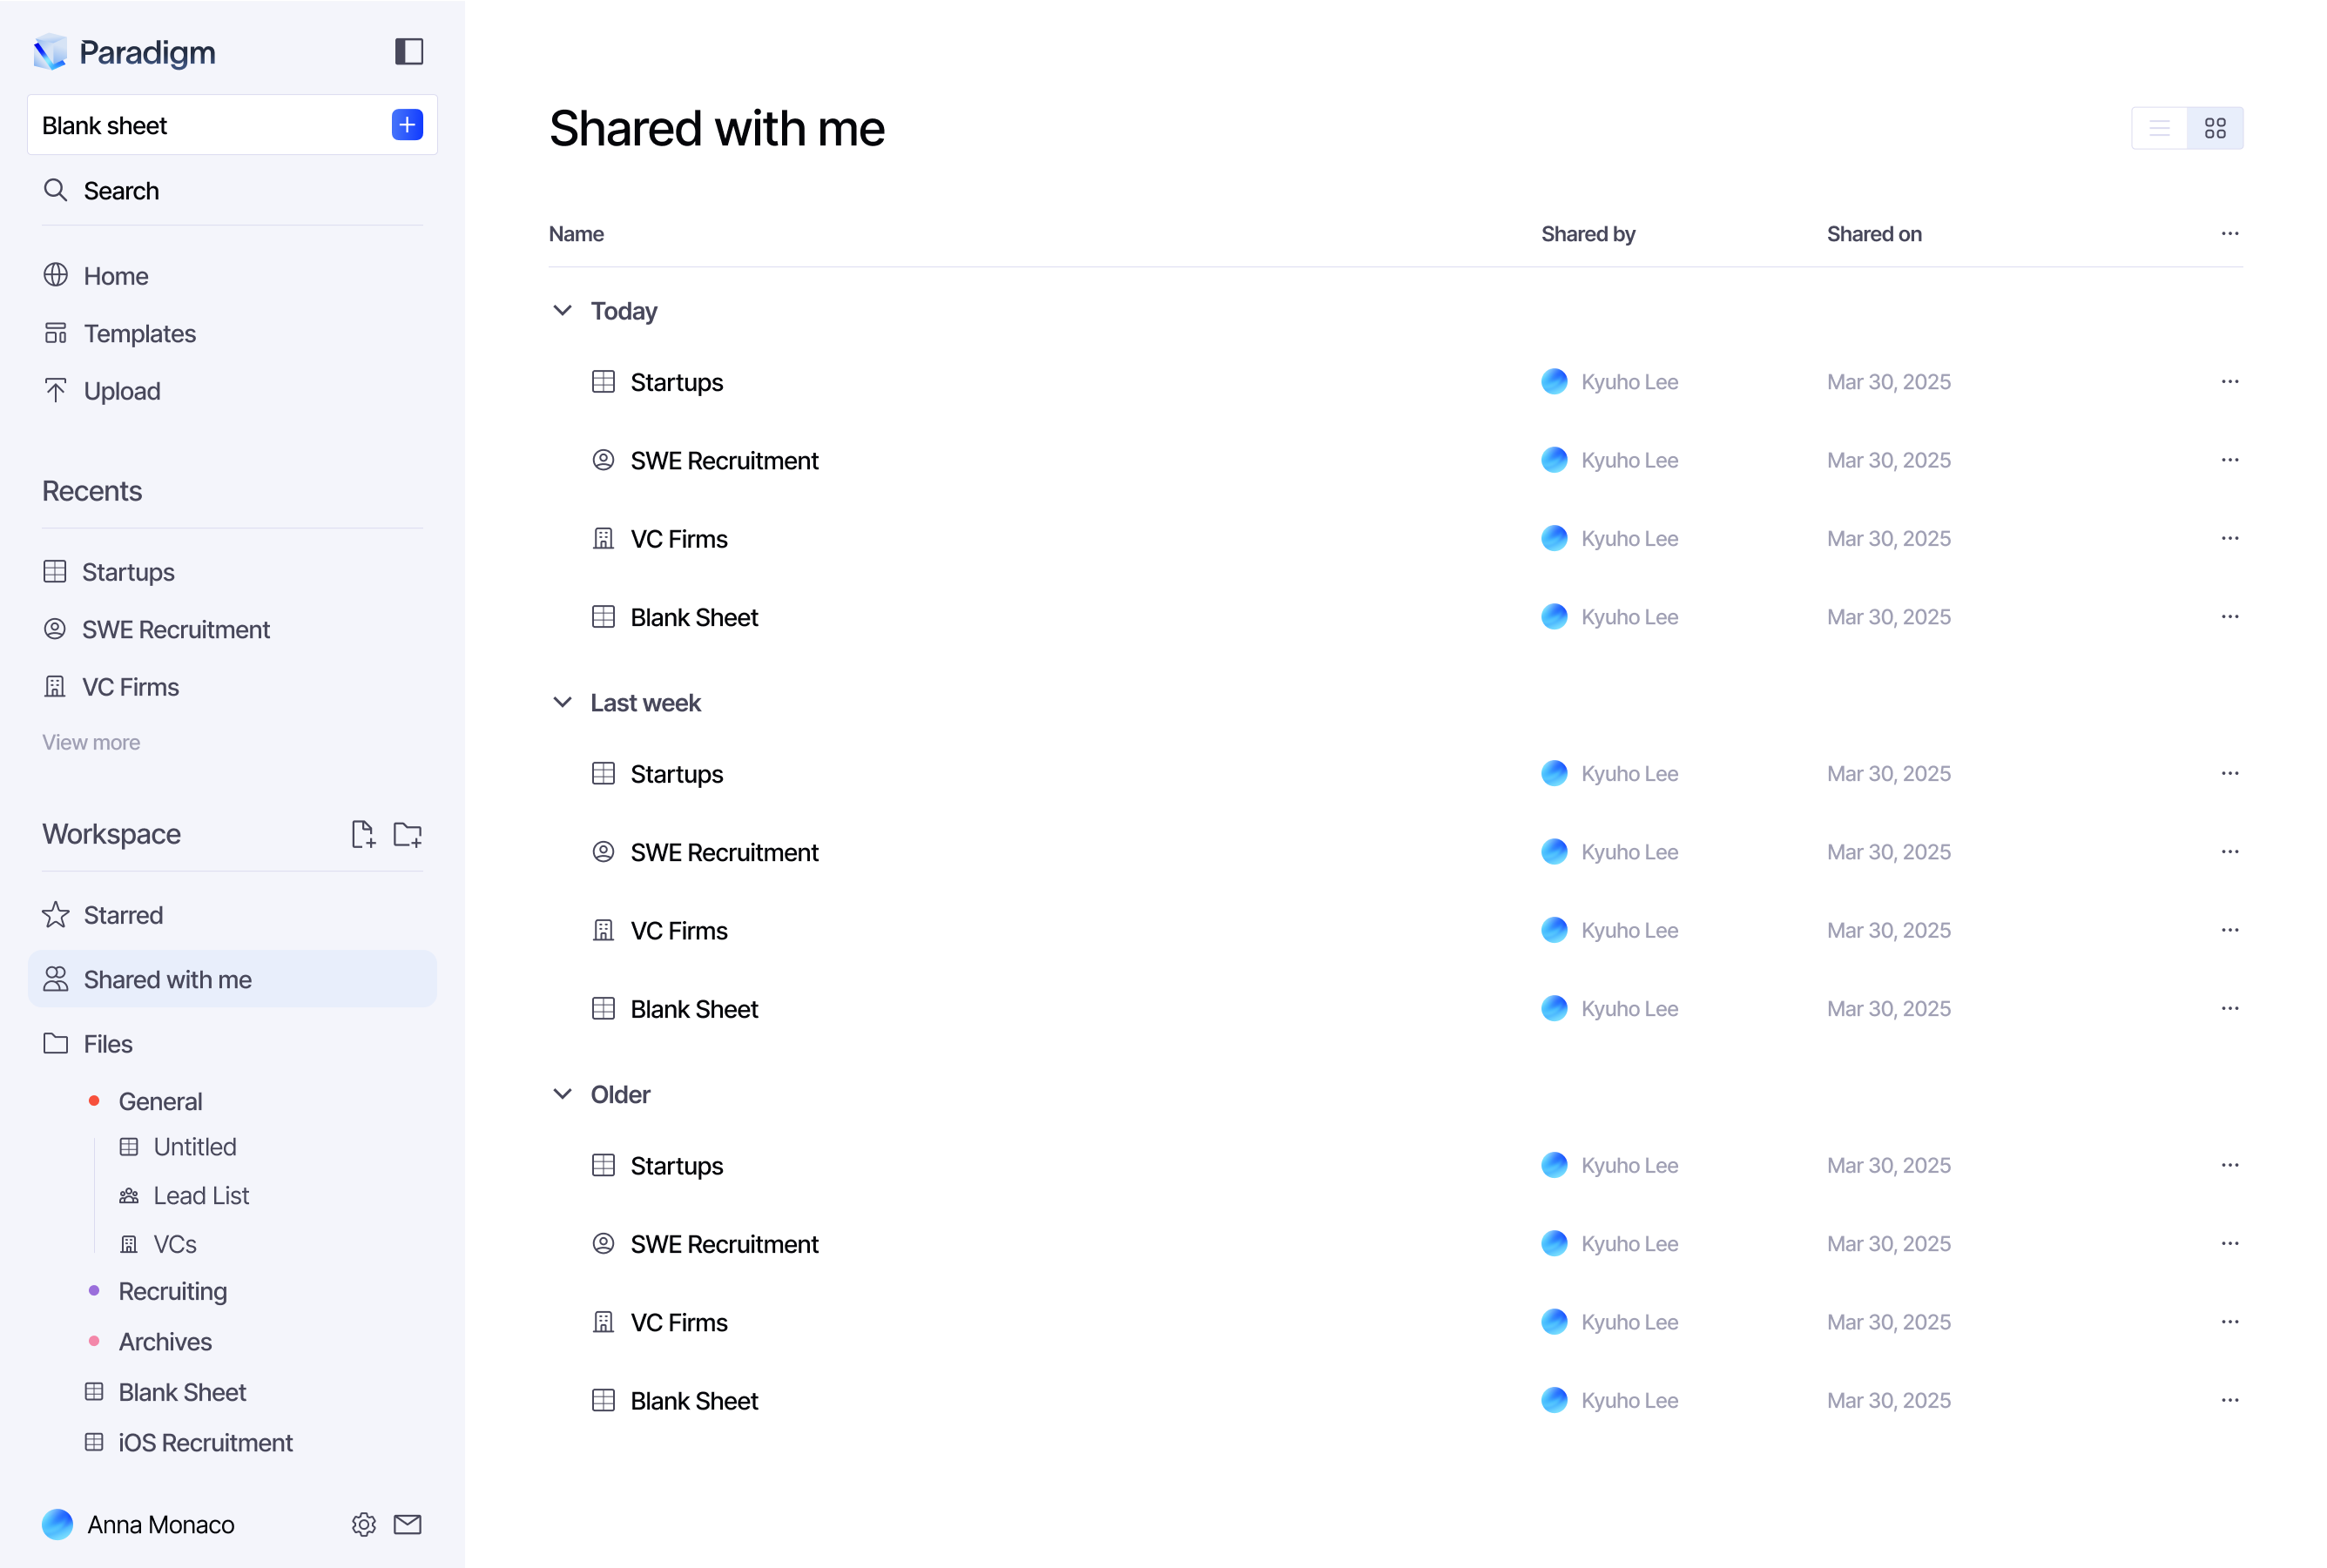 Paradigm
Blank sheet
Search
Home
Templates
Upload
Recents
Startups
SWE Recruitment
VC Firms
View more
Workspace
Starred
Shared with me
Files
General
Untitled
Lead List
VCs
Recruiting
Archives
Blank Sheet
iOS Recruitment
Anna Monaco
Shared with me
Name Shared by Shared on
Today
Startups Kyuho Lee Mar 30, 2025
SWE Recruitment Kyuho Lee Mar 30, 2025
VC Firms Kyuho Lee Mar 30, 2025
Blank Sheet Kyuho Lee Mar 30, 2025
Last week
Startups Kyuho Lee Mar 30, 2025
SWE Recruitment Kyuho Lee Mar 30, 2025
VC Firms Kyuho Lee Mar 30, 2025
Blank Sheet Kyuho Lee Mar 30, 2025
Older
Startups Kyuho Lee Mar 30, 2025
SWE Recruitment Kyuho Lee Mar 30, 2025
VC Firms Kyuho Lee Mar 30, 2025
Blank Sheet Kyuho Lee Mar 30, 2025